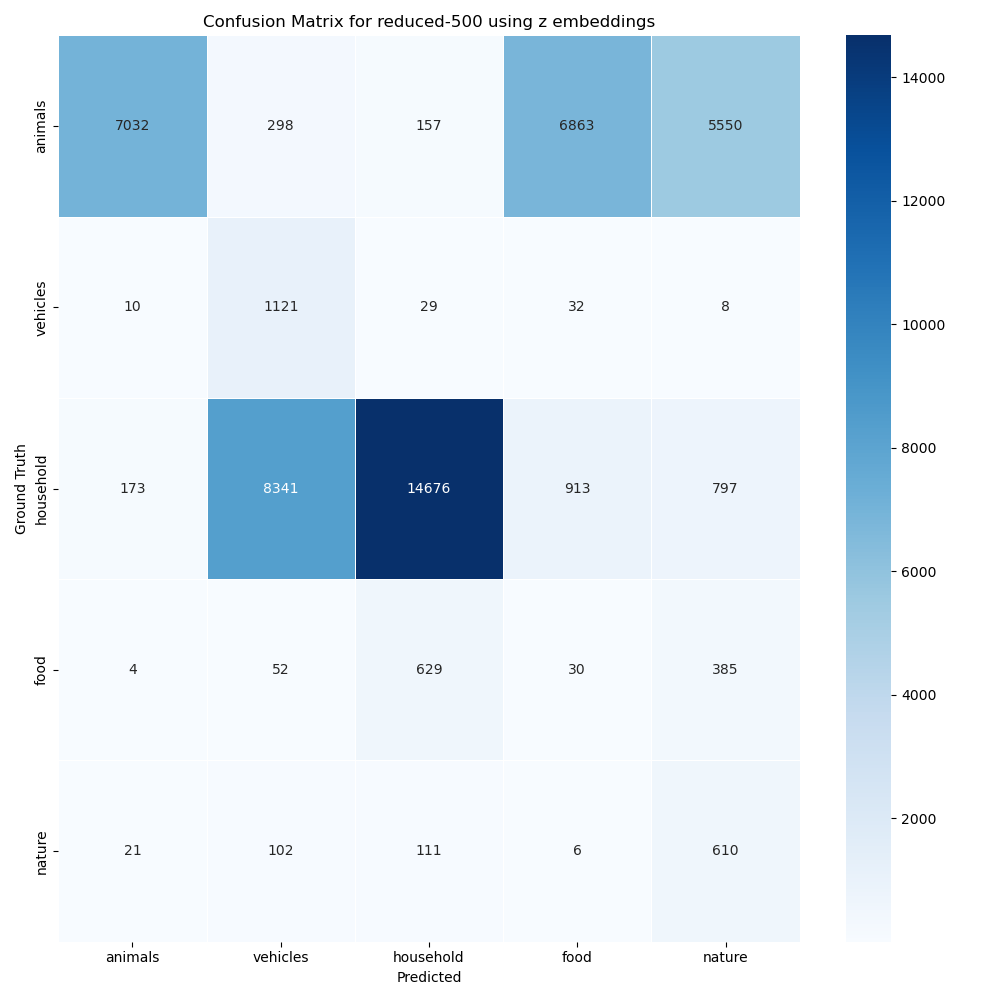 Confusion Matrix for reduced-500 using z embeddings
animals 7032 298 157 6863 5550
vehicles 10 1121 29 32 8
household 173 8341 14676 913 797
food 4 52 629 30 385
nature 21 102 111 6 610
Ground Truth
animals vehicles household food nature
Predicted
14000
12000
10000
8000
6000
4000
2000